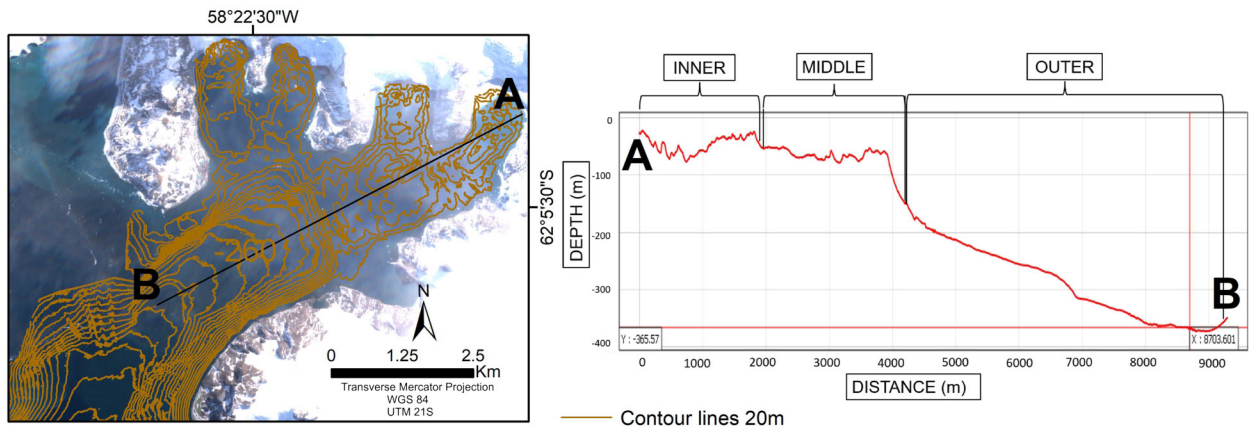 58°22'30"W
A
62°5'30"S
-260
B
N
0 1.25 2.5
Km
Transverse Mercator Projection
WGS 84
UTM 21S
INNER MIDDLE OUTER
0
-100
-200
-300
-400
DEPTH (m)
A
B
Y : -365.57
X : 8703.601
0 1000 2000 3000 4000 5000 6000 7000 8000 9000
DISTANCE (m)
Contour lines 20m